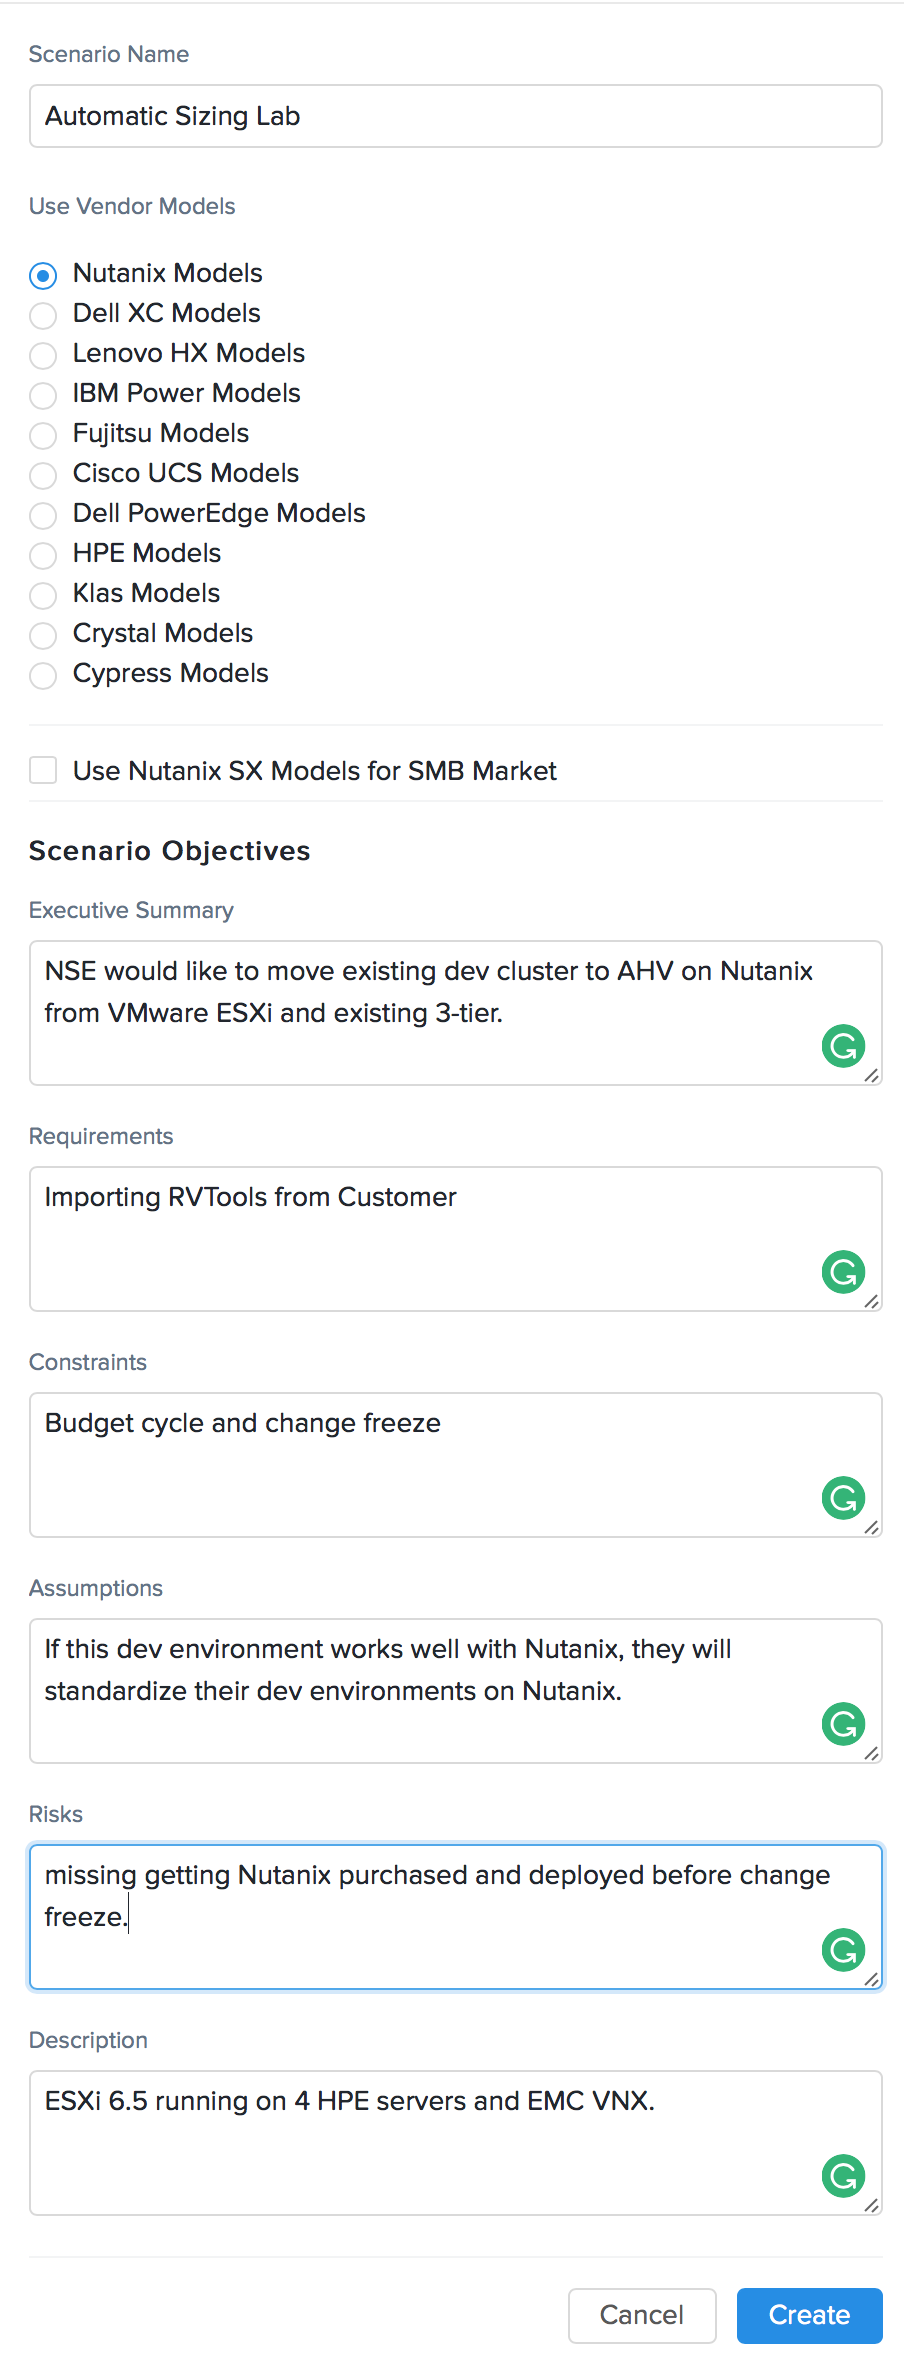 Scenario Name
Automatic Sizing Lab
Use Vendor Models
Nutanix Models
Dell XC Models
Lenovo HX Models
IBM Power Models
Fujitsu Models
Cisco UCS Models
Dell PowerEdge Models
HPE Models
Klas Models
Crystal Models
Cypress Models
Use Nutanix SX Models for SMB Market
Scenario Objectives
Executive Summary
NSE would like to move existing dev cluster to AHV on Nutanix
from VMware ESXi and existing 3-tier.
Requirements
Importing RVTools from Customer
Constraints
Budget cycle and change freeze
Assumptions
If this dev environment works well with Nutanix, they will
standardize their dev environments on Nutanix.
Risks
missing getting Nutanix purchased and deployed before change
freeze.
Description
ESXi 6.5 running on 4 HPE servers and EMC VNX.
Cancel
Create